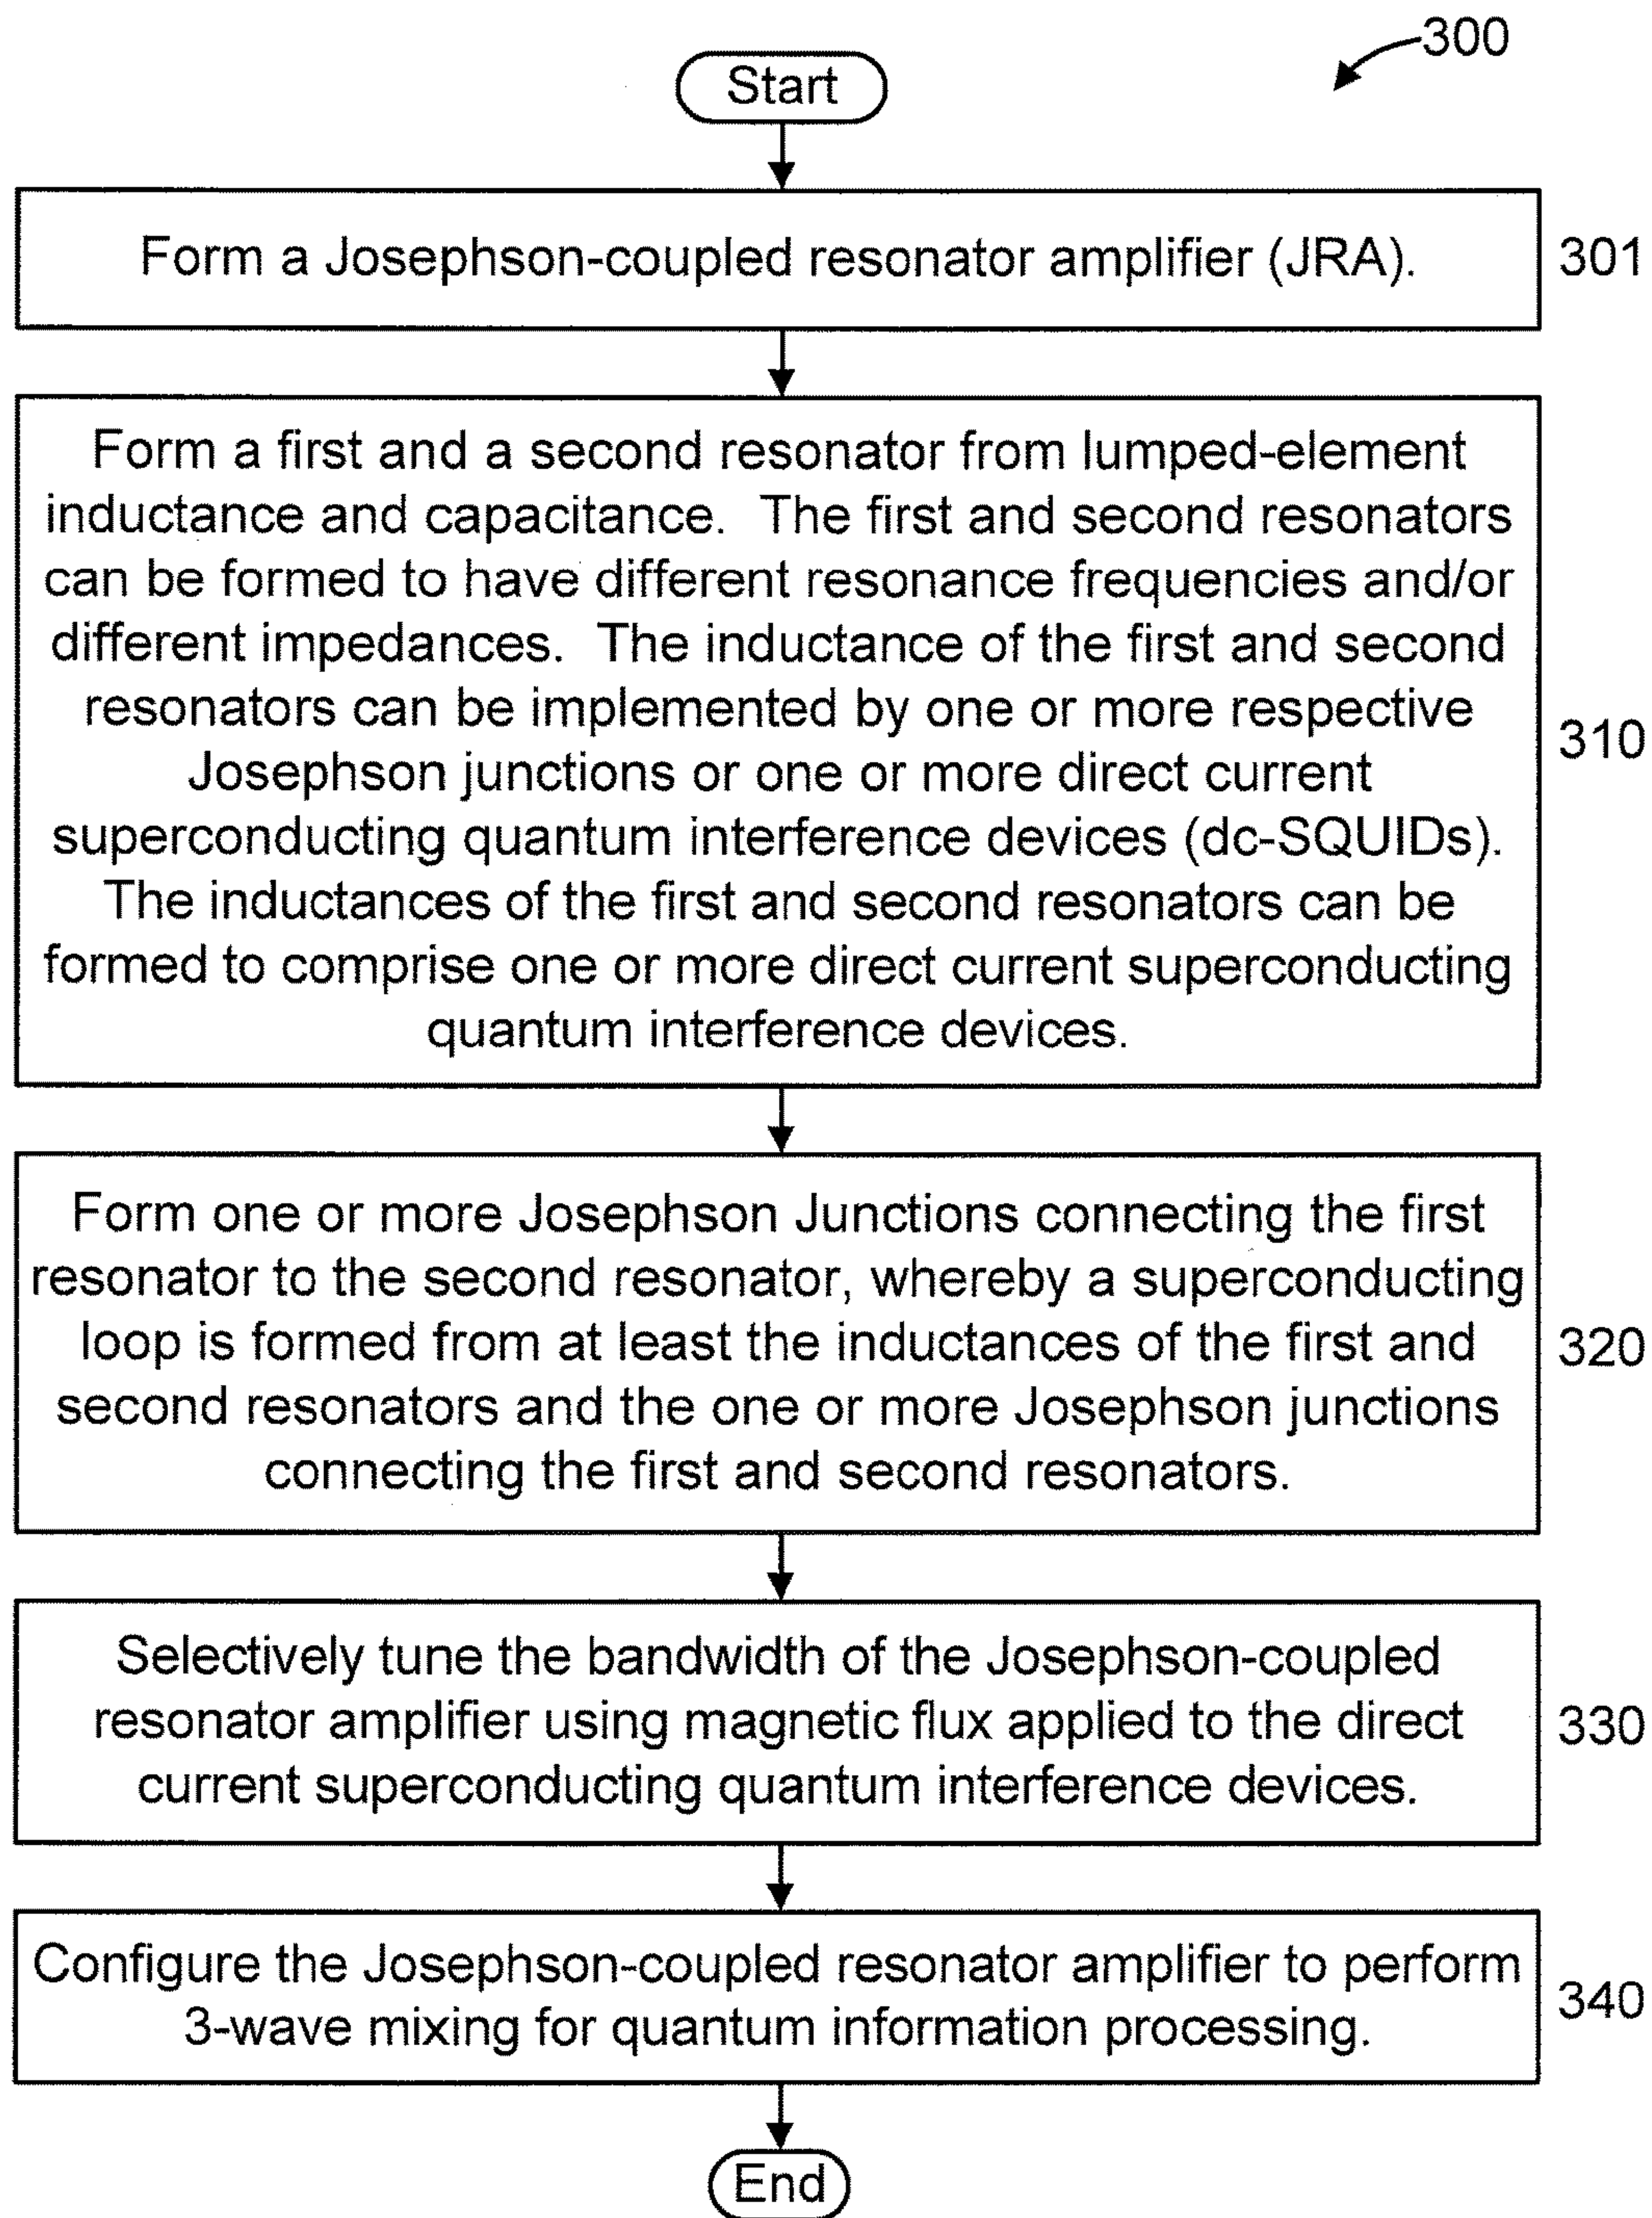 300
Start
Form a Josephson-coupled resonator amplifier (JRA).
301
Form a first and a second resonator from lumped-element
inductance and capacitance. The first and second resonators
can be formed to have different resonance frequencies and/or
different impedances. The inductance of the first and second
resonators can be implemented by one or more respective
Josephson junctions or one or more direct current
superconducting quantum interference devices (dc-SQUIDs).
The inductances of the first and second resonators can be
formed to comprise one or more direct current superconducting
quantum interference devices.
310
Form one or more Josephson Junctions connecting the first
resonator to the second resonator, whereby a superconducting
loop is formed from at least the inductances of the first and
second resonators and the one or more Josephson junctions
connecting the first and second resonators.
320
Selectively tune the bandwidth of the Josephson-coupled
resonator amplifier using magnetic flux applied to the direct
current superconducting quantum interference devices.
330
Configure the Josephson-coupled resonator amplifier to perform
3-wave mixing for quantum information processing.
340
End